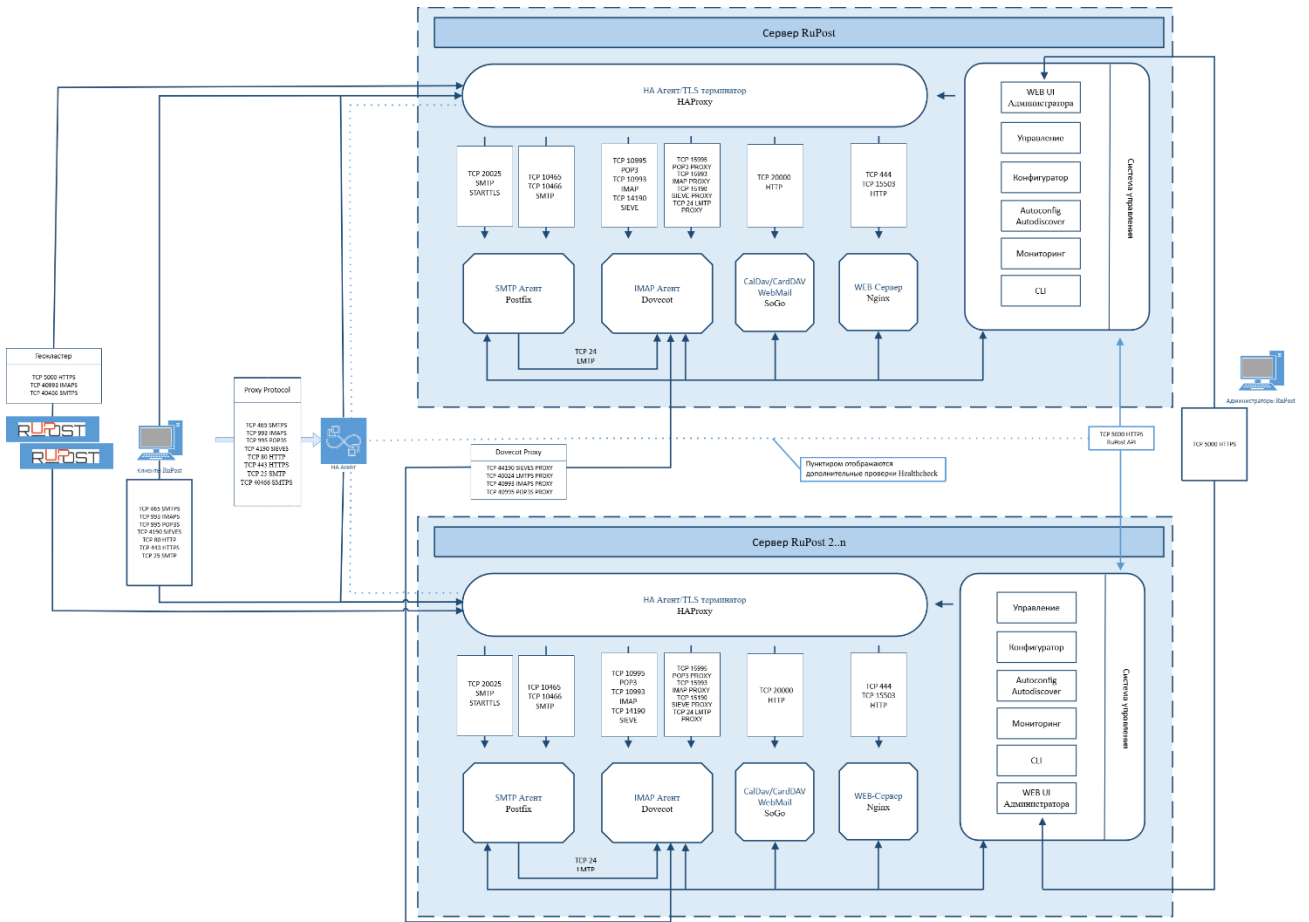 Сервер RuPost
HA Агент/TLS терминатор
HAProxy
WEB UI
Администратора
Управление
Конфигуратор
Autoconfig
Autodiscover
Мониторинг
CLI
Система управления
TCP 20025
SMTP
STARTTLS
TCP 10465
TCP 10466
SMTP
TCP 10995
POP3
TCP 10993
IMAP
TCP 14190
SIEVE
TCP 15995
POP3 PROXY
TCP 15993
IMAP PROXY
TCP 15190
SIEVE PROXY
TCP 24 LMTP
PROXY
TCP 20000
HTTP
TCP 444
TCP 15503
HTTP
SMTP Агент
Postfix
IMAP Агент
Dovecot
CalDav/CardDAV
WebMail
SoGo
WEB-Сервер
Nginx
TCP 24
LMTP
Геокластер
TCP 5000 HTTPS
TCP 40993 IMAPS
TCP 40466 SMTPS
RUPOST
RUPOST
Клиенты RuPost
TCP 465 SMTPS
TCP 993 IMAPS
TCP 995 POP3S
TCP 4190 SIEVES
TCP 80 HTTP
TCP 443 HTTPS
TCP 25 SMTP
Proxy Protocol
TCP 465 SMTPS
TCP 993 IMAPS
TCP 995 POP3S
TCP 4190 SIEVES
TCP 80 HTTP
TCP 443 HTTPS
TCP 25 SMTP
TCP 40466 SMTPS
HA Агент
Dovecot Proxy
TCP 44190 SIEVES PROXY
TCP 40024 LMTPS PROXY
TCP 40993 IMAPS PROXY
TCP 40995 POP3S PROXY
Пунктиром отображаются
дополнительные проверки Healthcheck
TCP 5000 HTTPS
RuPost API
TCP 5000 HTTPS
Администраторы RuPost
Сервер RuPost 2..n
HA Агент/TLS терминатор
HAProxy
Управление
Конфигуратор
Autoconfig
Autodiscover
Мониторинг
CLI
WEB UI
Администратора
Система управления
TCP 20025
SMTP
STARTTLS
TCP 10465
TCP 10466
SMTP
TCP 10995
POP3
TCP 10993
IMAP
TCP 14190
SIEVE
TCP 15995
POP3 PROXY
TCP 15993
IMAP PROXY
TCP 15190
SIEVE PROXY
TCP 24 LMTP
PROXY
TCP 20000
HTTP
TCP 444
TCP 15503
HTTP
SMTP Агент
Postfix
IMAP Агент
Dovecot
CalDav/CardDAV
WebMail
SoGo
WEB-Сервер
Nginx
TCP 24
LMTP